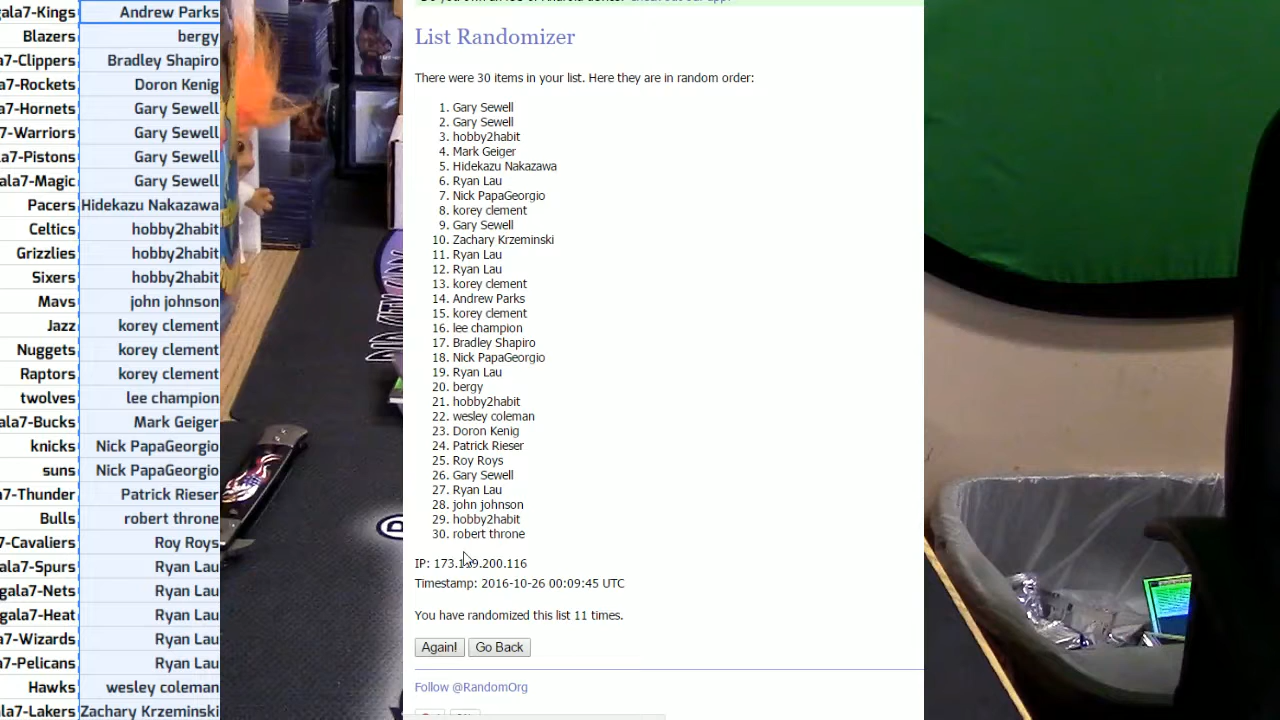 gala7-Kings Andrew Parks
Blazers bergy
a7-Clippers Bradley Shapiro
a7-Rockets Doron Kenig
a7-Hornets Gary Sewell
7-Warriors Gary Sewell
a7-Pistons Gary Sewell
ala7-Magic Gary Sewell
Pacers Hidekazu Nakazawa
Celtics hobby2habit
Grizzlies hobby2habit
Sixers hobby2habit
Mavs john johnson
Jazz korey clement
Nuggets korey clement
Raptors korey clement
twolves lee champion
ala7-Bucks Mark Geiger
knicks Nick PapaGeorgio
suns Nick PapaGeorgio
a7-Thunder Patrick Rieser
Bulls robert throne
7-Cavaliers Roy Roys
ala7-Spurs Ryan Lau
gala7-Nets Ryan Lau
gala7-Heat Ryan Lau
a7-Wizards Ryan Lau
a7-Pelicans Ryan Lau
Hawks wesley coleman
ala7-Lakers Zachary Krzeminski
List Randomizer
There were 30 items in your list. Here they are in random order:
1. Gary Sewell
2. Gary Sewell
3. hobby2habit
4. Mark Geiger
5. Hidekazu Nakazawa
6. Ryan Lau
7. Nick PapaGeorgio
8. korey clement
9. Gary Sewell
10. Zachary Krzeminski
11. Ryan Lau
12. Ryan Lau
13. korey clement
14. Andrew Parks
15. korey clement
16. lee champion
17. Bradley Shapiro
18. Nick PapaGeorgio
19. Ryan Lau
20. bergy
21. hobby2habit
22. wesley coleman
23. Doron Kenig
24. Patrick Rieser
25. Roy Roys
26. Gary Sewell
27. Ryan Lau
28. john johnson
29. hobby2habit
30. robert throne
IP:
Timestamp: 2016-10-26 00:09:45 UTC
You have randomized this list 11 times.
Again! Go Back
Follow @RandomOrg